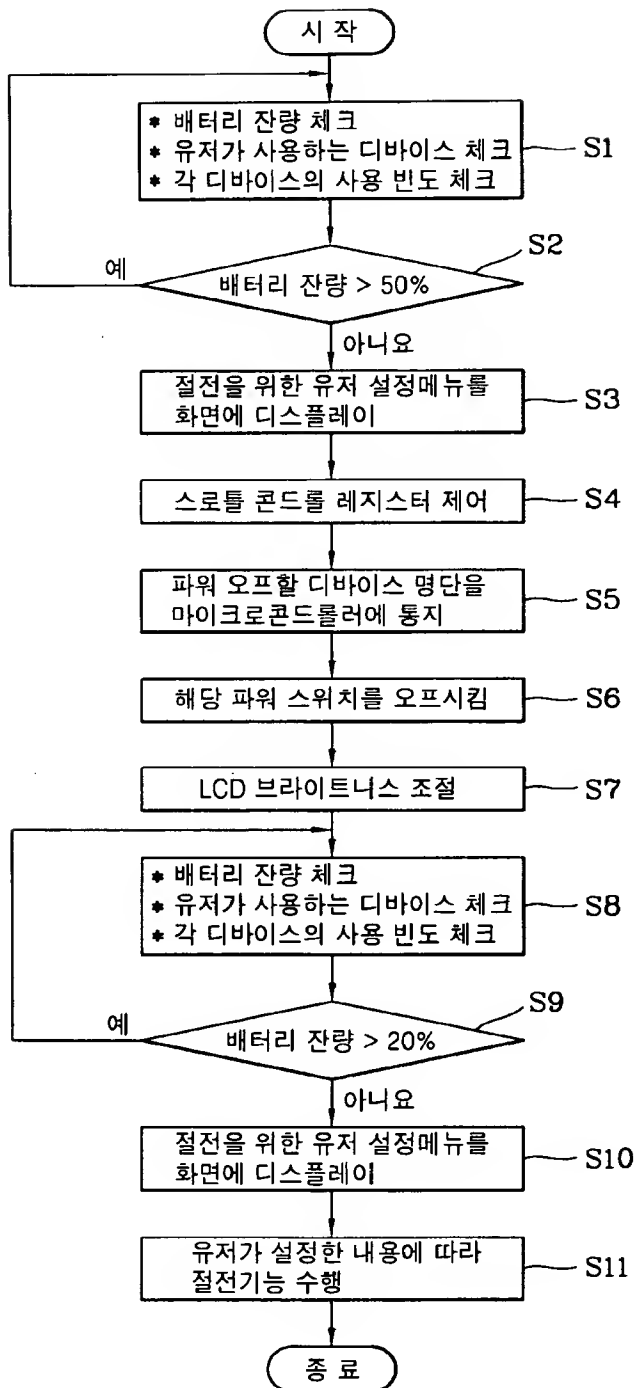 시 작
* 배터리 잔량 체크
* 유저가 사용하는 디바이스 체크
* 각 디바이스의 사용 빈도 체크
S1
S2
예
배터리 잔량 > 50%
아니요
절전을 위한 유저 설정메뉴를
화면에 디스플레이
S3
스로틀 콘드롤 레지스터 제어
S4
파워 오프할 디바이스 명단을
마이크로콘드롤러에 통지
S5
해당 파워 스위치를 오프시킴
S6
LCD 브라이트니스 조절
S7
* 배터리 잔량 체크
* 유저가 사용하는 디바이스 체크
* 각 디바이스의 사용 빈도 체크
S8
S9
예
배터리 잔량 > 20%
아니요
절전을 위한 유저 설정메뉴를
화면에 디스플레이
S10
유저가 설정한 내용에 따라
절전기능 수행
S11
종 료